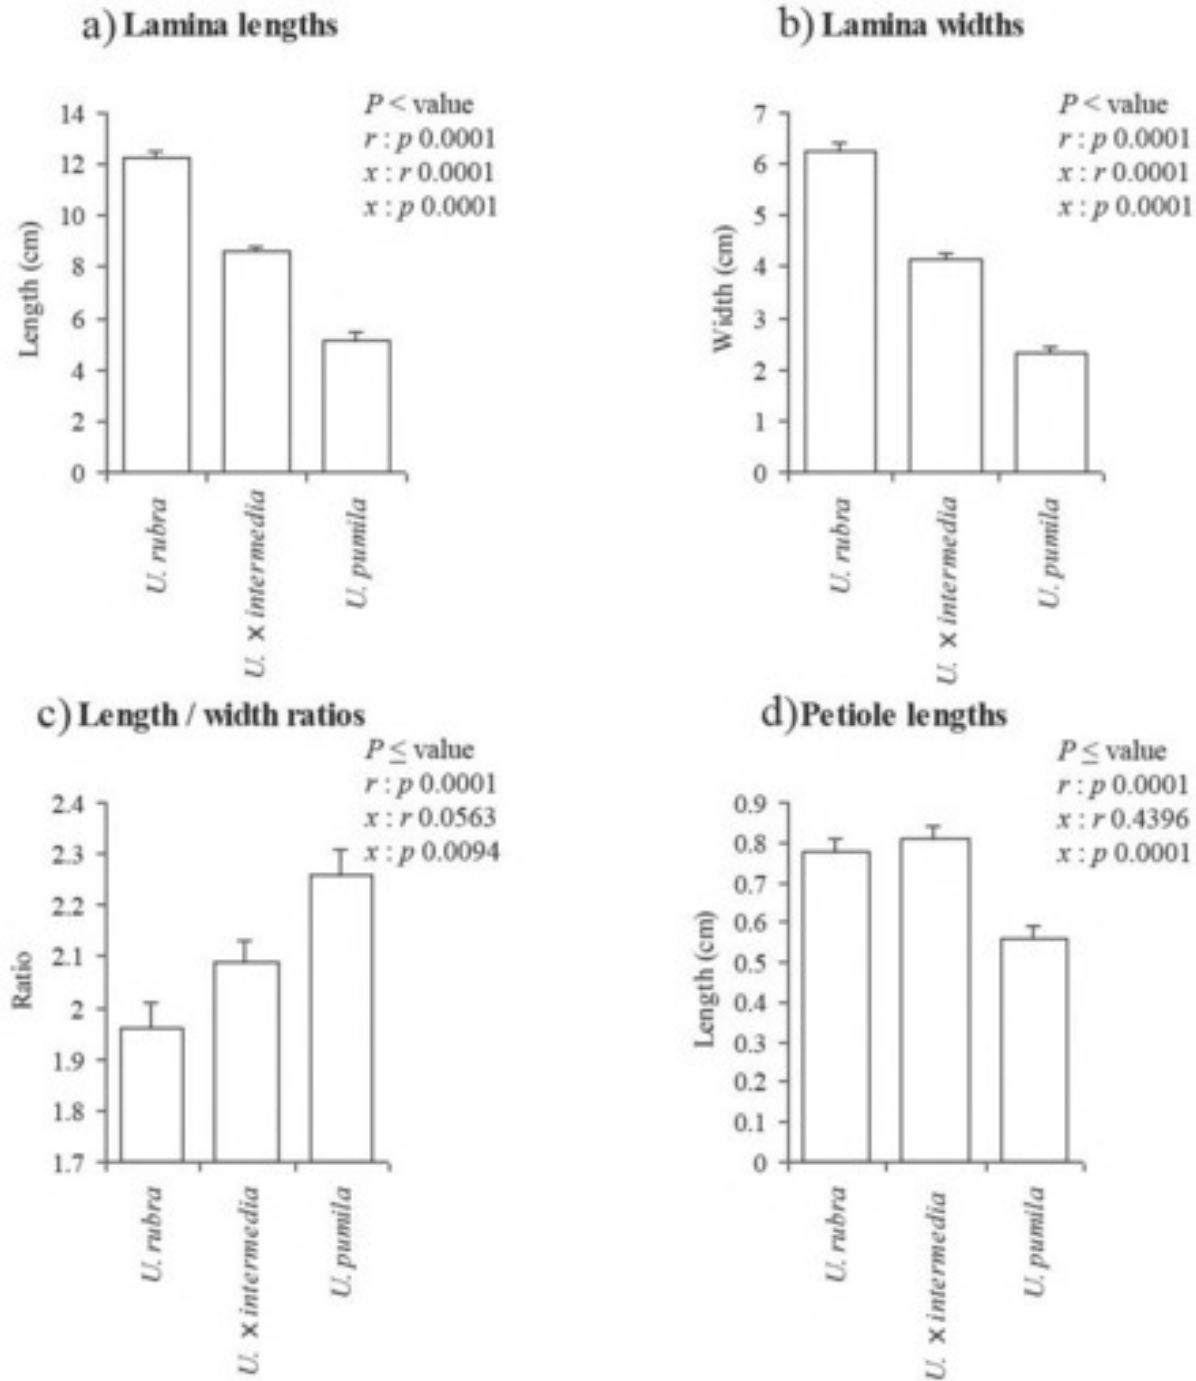 a) Lamina lengths
P < value
r : p 0.0001
x : r 0.0001
x : p 0.0001
Length (cm)
14
12
10
8
6
4
2
0
U. rubra
U. × intermedia
U. pumila
b) Lamina widths
P < value
r : p 0.0001
x : r 0.0001
x : p 0.0001
Width (cm)
7
6
5
4
3
2
1
0
U. rubra
U. × intermedia
U. pumila
c) Length / width ratios
P ≤ value
r : p 0.0001
x : r 0.0563
x : p 0.0094
Ratio
2.4
2.3
2.2
2.1
2
1.9
1.8
1.7
U. rubra
U. × intermedia
U. pumila
d) Petiole lengths
P ≤ value
r : p 0.0001
x : r 0.4396
x : p 0.0001
Length (cm)
0.9
0.8
0.7
0.6
0.5
0.4
0.3
0.2
0.1
0
U. rubra
U. × intermedia
U. pumila